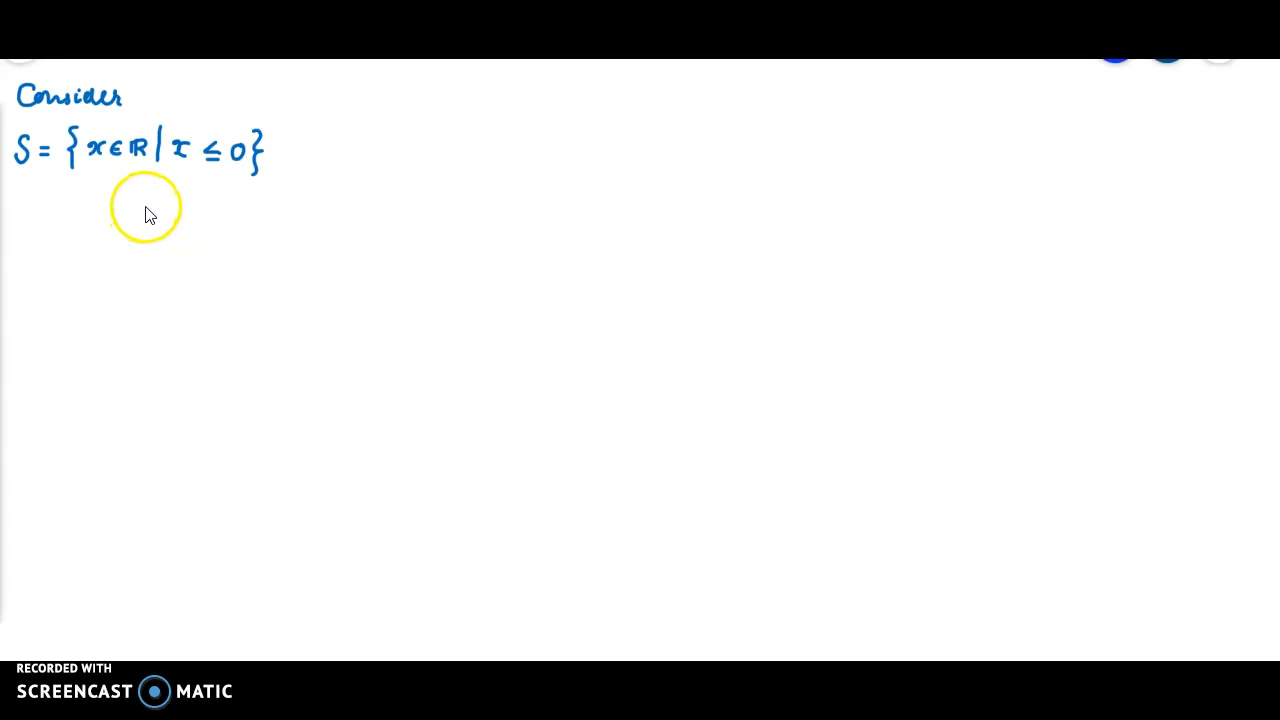 Consider
S = {x∈ℝ | x ≤ 0}
RECORDED WITH
SCREENCAST MATIC